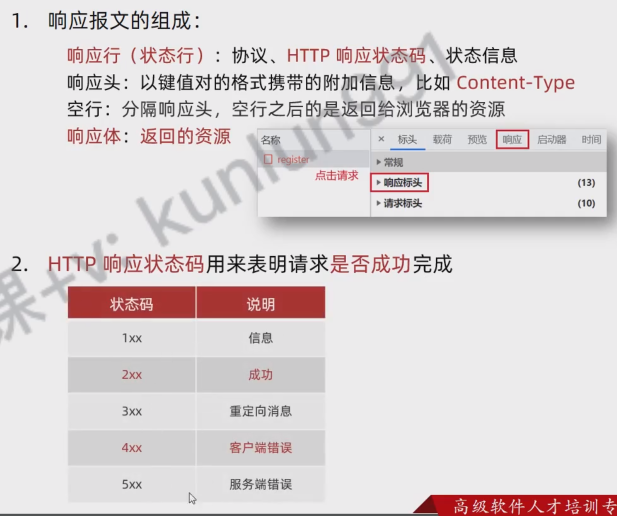 1. 响应报文的组成：
响应行（状态行）：协议、HTTP 响应状态码、状态信息
响应头：以键值对的格式携带的附加信息，比如 Content-Type
空行：分隔响应头，空行之后的是返回给浏览器的资源
响应体：返回的资源
名称
× 标头 载荷 预览 响应 启动器 时间
register
常规
点击请求
响应标头 (13)
请求标头 (10)
课+v: kunlun991
2. HTTP 响应状态码用来表明请求是否成功完成
状态码 说明
1xx 信息
2xx 成功
3xx 重定向消息
4xx 客户端错误
5xx 服务端错误
高级软件人才培训专